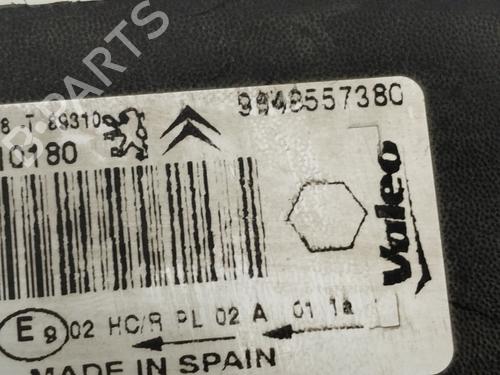 8 T 89310
9648557380
10180
Valeo
E 9 02 HC/R PL 02 A 01 1a
MADE IN SPAIN